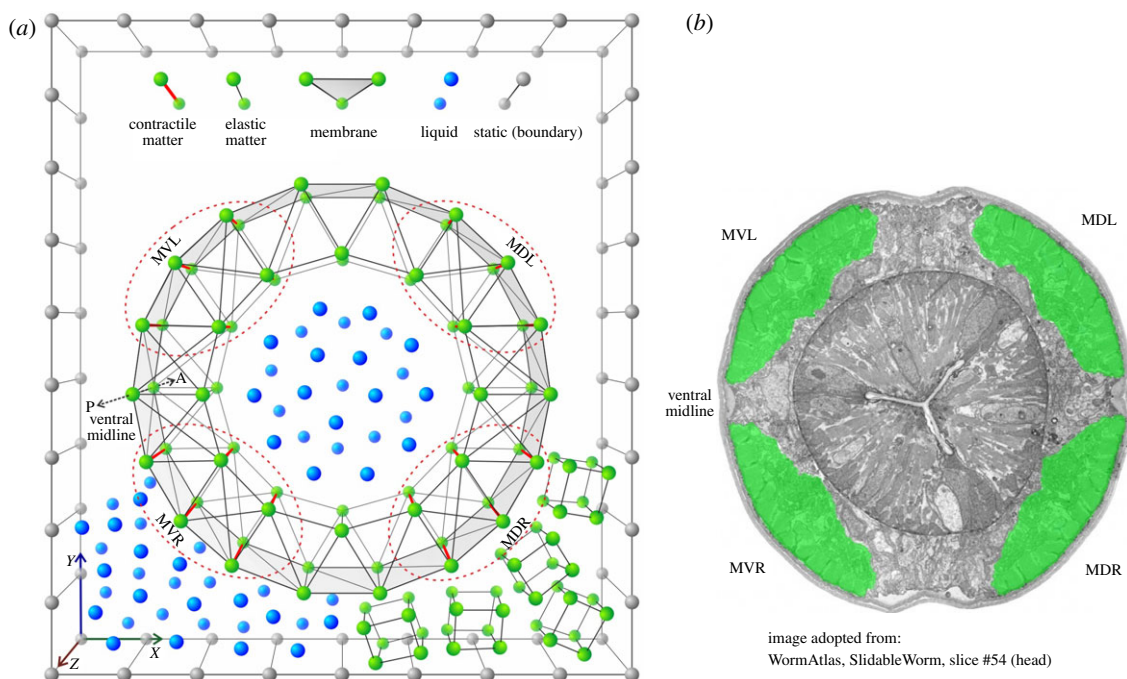 (a)
contractile
matter
elastic
matter
membrane
liquid
static (boundary)
MVL
MDL
A
P
ventral
midline
MVR
MDR
Y
X
Z
(b)
MVL
MDL
ventral
midline
MVR
MDR
image adopted from:
WormAtlas, SlidableWorm, slice #54 (head)